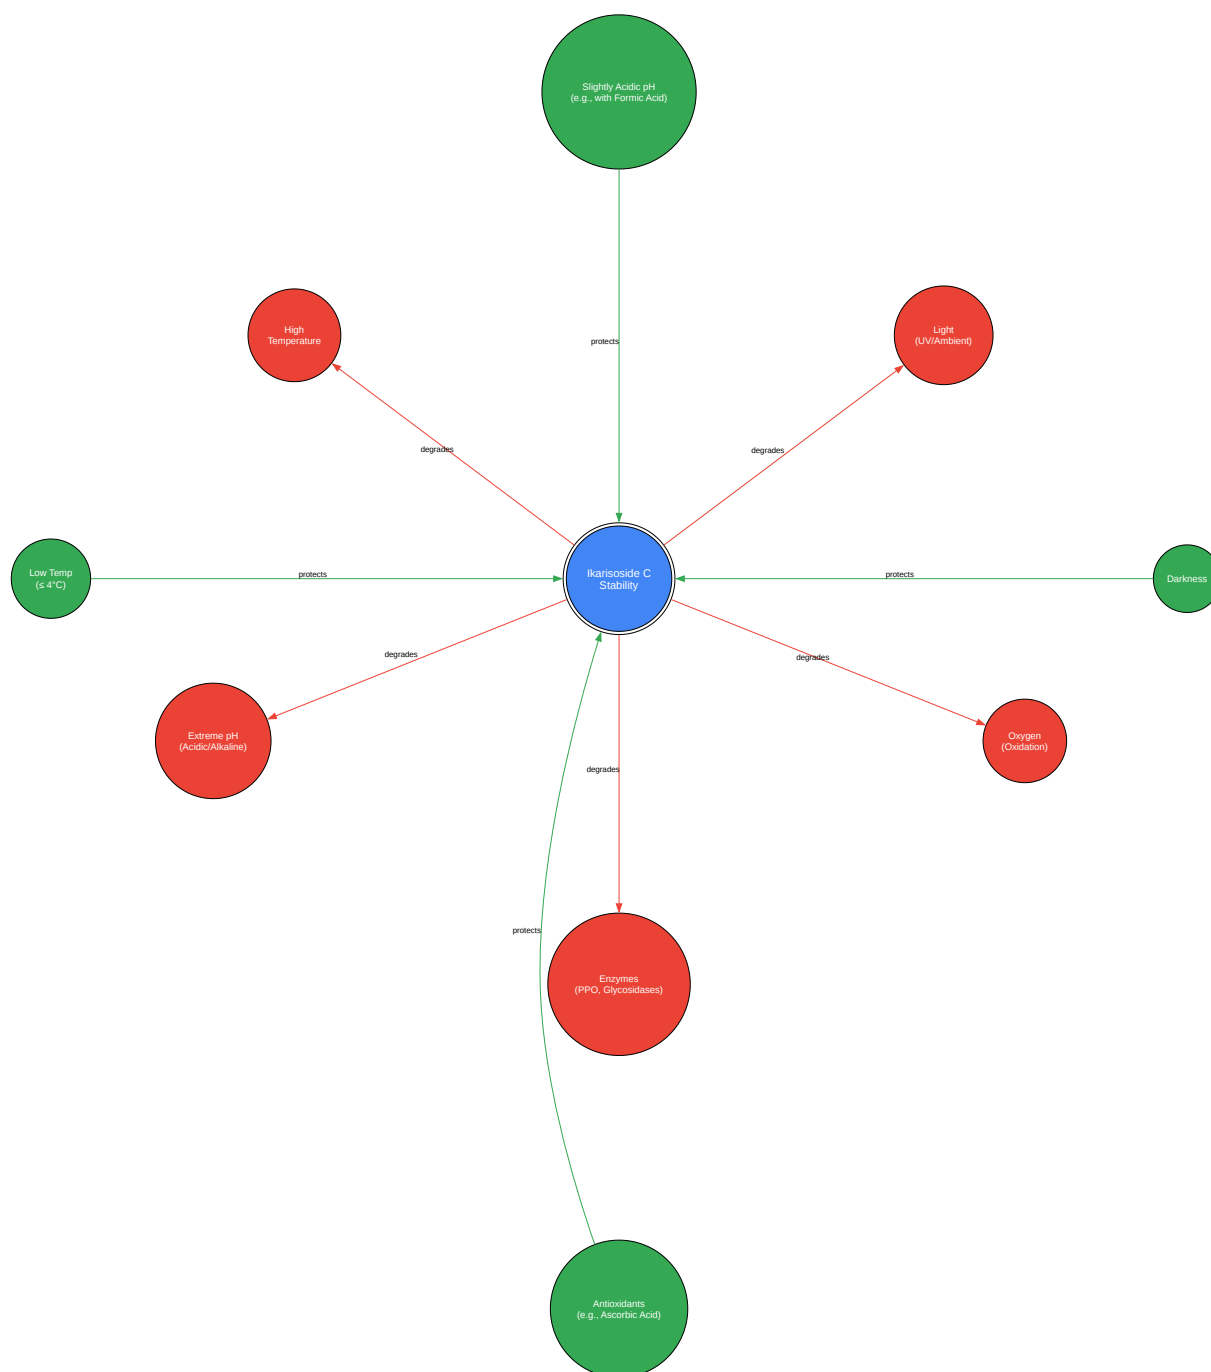 Slightly Acidic pH
(e.g., with Formic Acid)
protects
High
Temperature
Light
(UV/Ambient)
degrades
degrades
Low Temp
(≤ 4°C)
protects
Ikarisoside C
Stability
protects
Darkness
degrades
degrades
Extreme pH
(Acidic/Alkaline)
Oxygen
(Oxidation)
degrades
protects
Enzymes
(PPO, Glycosidases)
Antioxidants
(e.g., Ascorbic Acid)